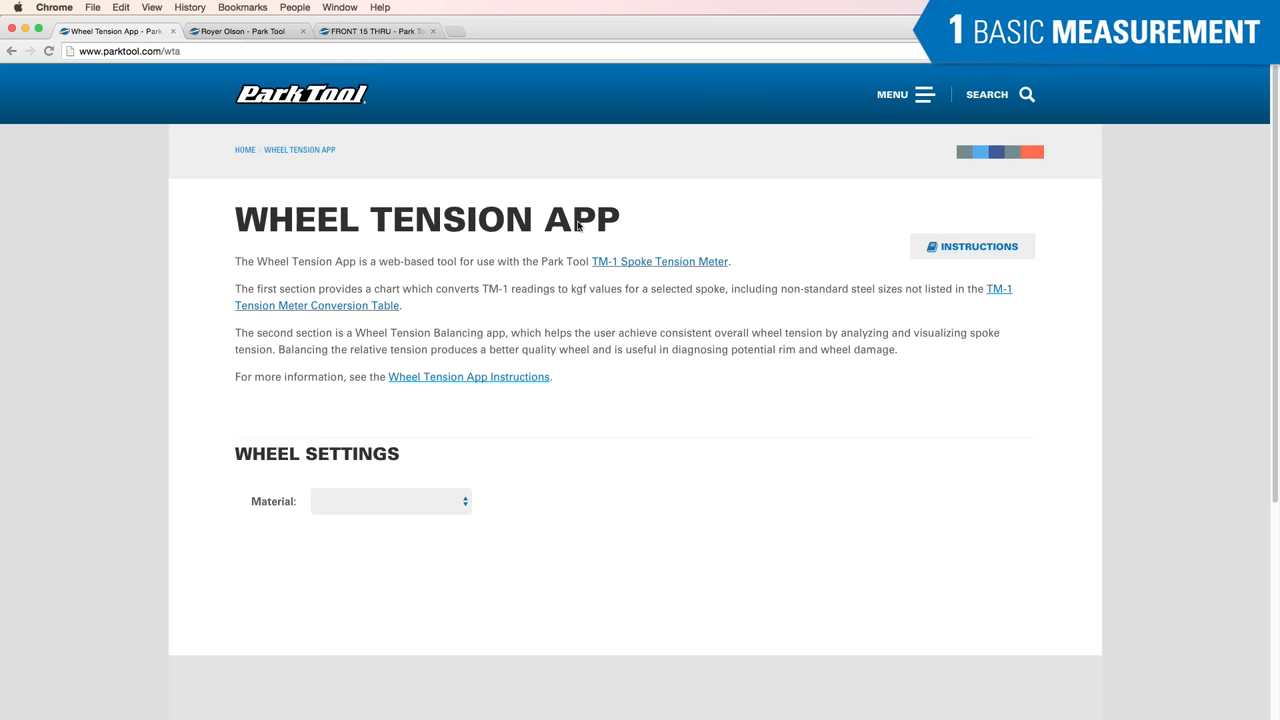 Chrome File Edit View History Bookmarks People Window Help
1 BASIC MEASUREMENT
Wheel Tension App - Park Royer Olson - Park Tool FRONT 15 THRU - Park To
www.parktool.com/wta
Park Tool
MENU SEARCH
HOME / WHEEL TENSION APP
WHEEL TENSION APP
INSTRUCTIONS
The Wheel Tension App is a web-based tool for use with the Park Tool TM-1 Spoke Tension Meter.
The first section provides a chart which converts TM-1 readings to kgf values for a selected spoke, including non-standard steel sizes not listed in the TM-1
Tension Meter Conversion Table.
The second section is a Wheel Tension Balancing app, which helps the user achieve consistent overall wheel tension by analyzing and visualizing spoke
tension. Balancing the relative tension produces a better quality wheel and is useful in diagnosing potential rim and wheel damage.
For more information, see the Wheel Tension App Instructions.
WHEEL SETTINGS
Material: